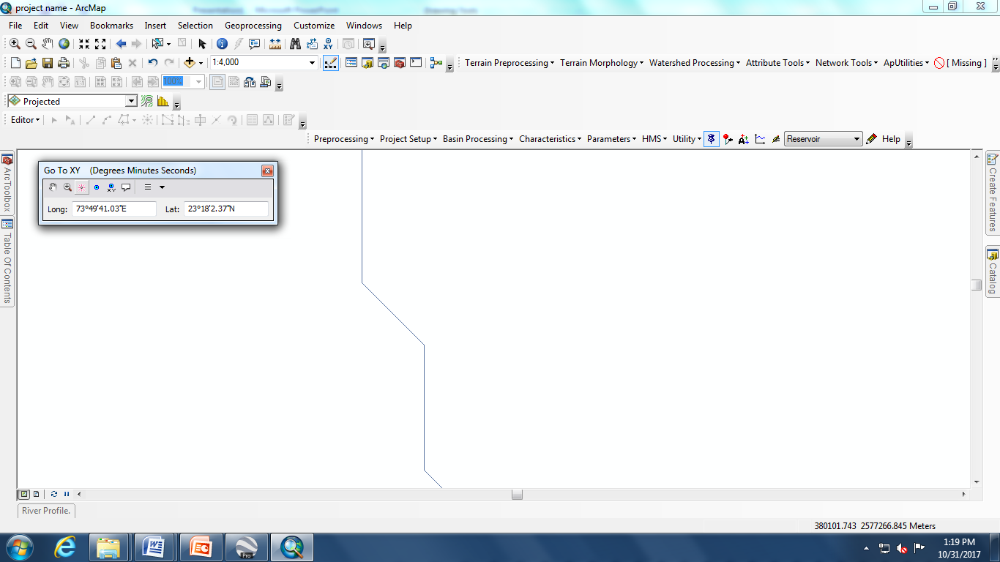 project name - ArcMap
File Edit View Bookmarks Insert Selection Geoprocessing Customize Windows Help
1:4,000 Terrain Preprocessing Terrain Morphology Watershed Processing Attribute Tools Network Tools ApUtilities [ Missing ]
100%
Projected
Editor
Preprocessing Project Setup Basin Processing Characteristics Parameters HMS Utility Reservoir Help
Go To XY (Degrees Minutes Seconds)
Long: 73°49'41.03"E Lat: 23°18'2.37"N
ArcToolbox
Table Of Contents
Create Features
Catalog
River Profile.
380101.743 2577266.845 Meters
Pro
1:19 PM
10/31/2017